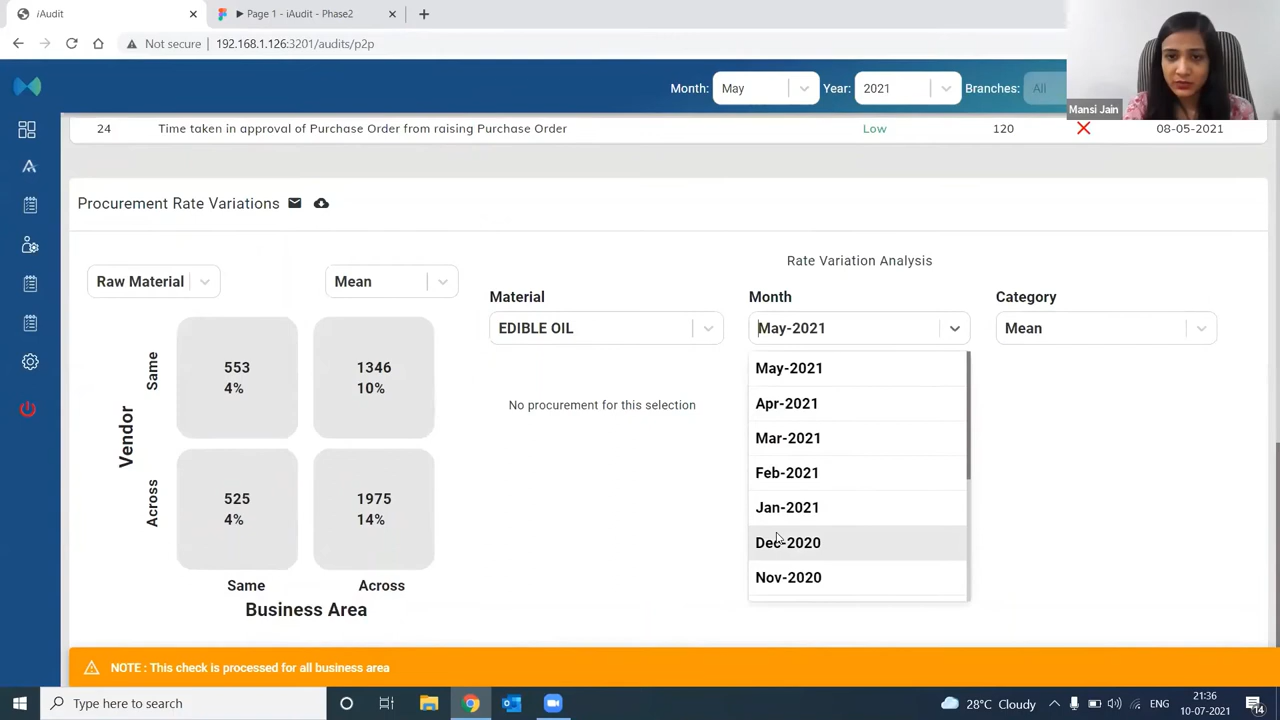 iAudit
Page 1 - iAudit - Phase2
Not secure
192.168.1.126:3201/audits/p2p
Month: May Year: 2021 Branches: All
Mansi Jain
24 Time taken in approval of Purchase Order from raising Purchase Order Low 120 08-05-2021
Procurement Rate Variations
Rate Variation Analysis
Raw Material
Mean
Material
Month
Category
EDIBLE OIL
May-2021
Mean
Vendor
Same
Across
553
4%
1346
10%
525
4%
1975
14%
Same
Across
Business Area
No procurement for this selection
May-2021
Apr-2021
Mar-2021
Feb-2021
Jan-2021
Dec-2020
Nov-2020
NOTE : This check is processed for all business area
Type here to search
28°C Cloudy
ENG
21:36
10-07-2021
14